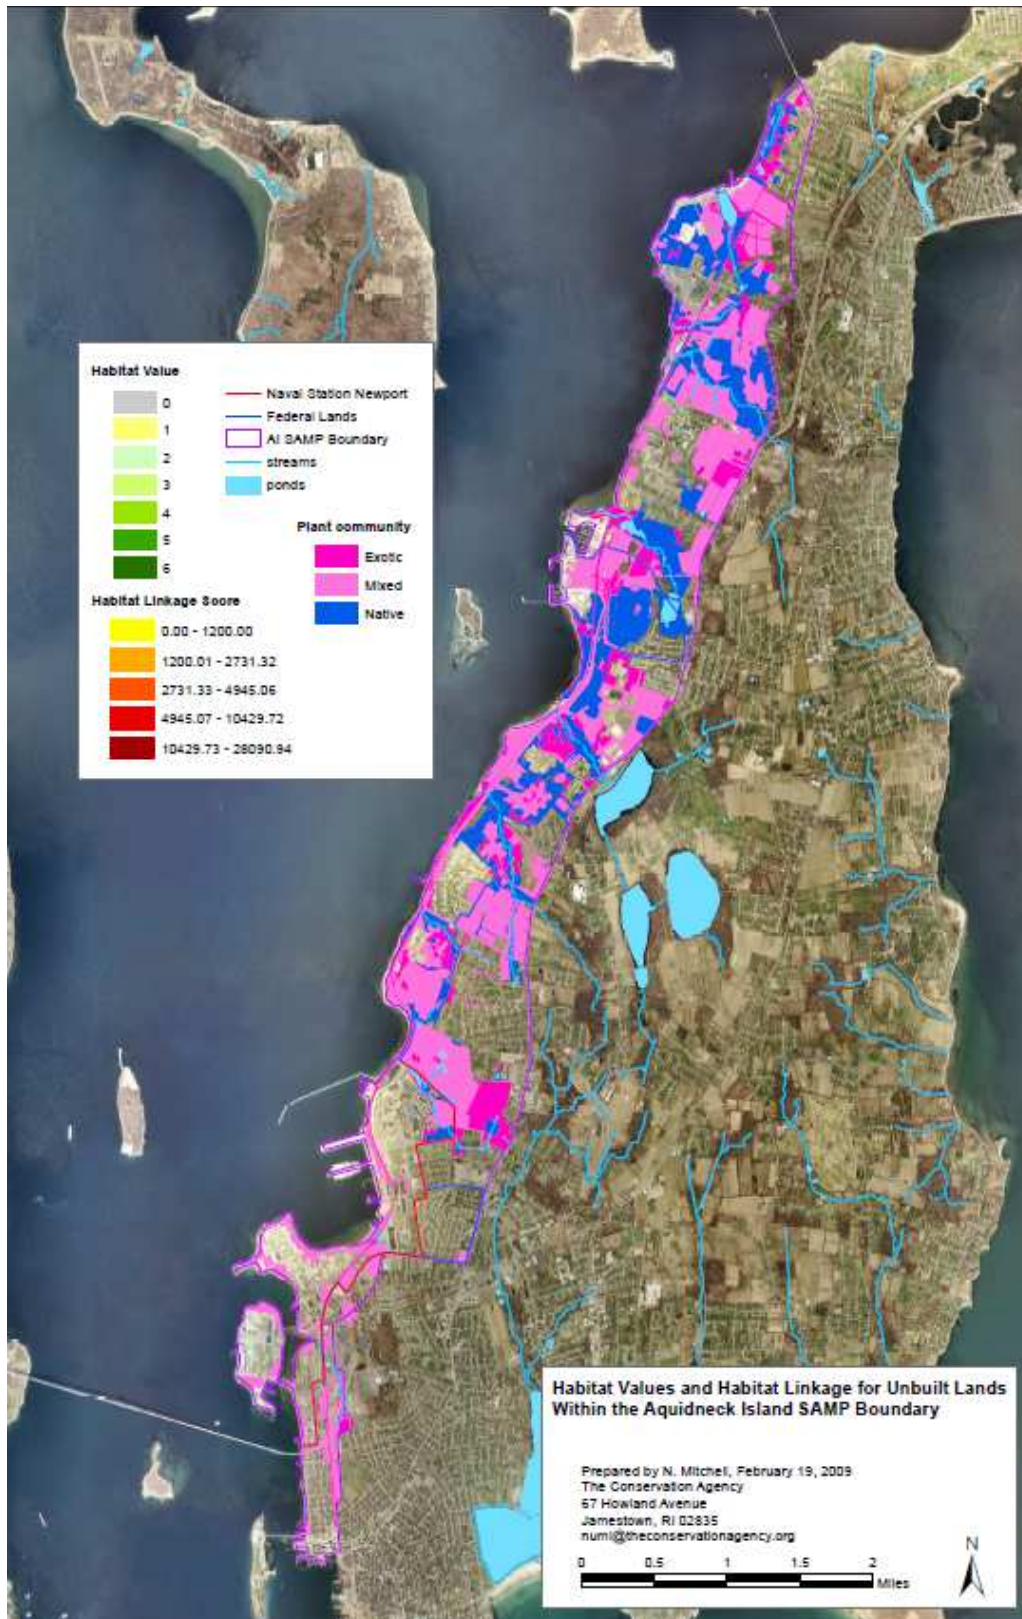 Habitat Value
0
1
2
3
4
5
6
Habitat Linkage Score
0.00 - 1200.00
1200.01 - 2731.32
2731.33 - 4945.06
4945.07 - 10429.72
10429.73 - 28090.94
Naval Station Newport
Federal Lands
AI SAMP Boundary
streams
ponds
Plant community
Exotic
Mixed
Native
Habitat Values and Habitat Linkage for Unbuilt Lands
Within the Aquidneck Island SAMP Boundary
Prepared by N. Mitchell, February 19, 2009
The Conservation Agency
67 Howland Avenue
Jamestown, RI 02835
numi@theconservationagency.org
N
0 0.5 1 1.5 2
Miles